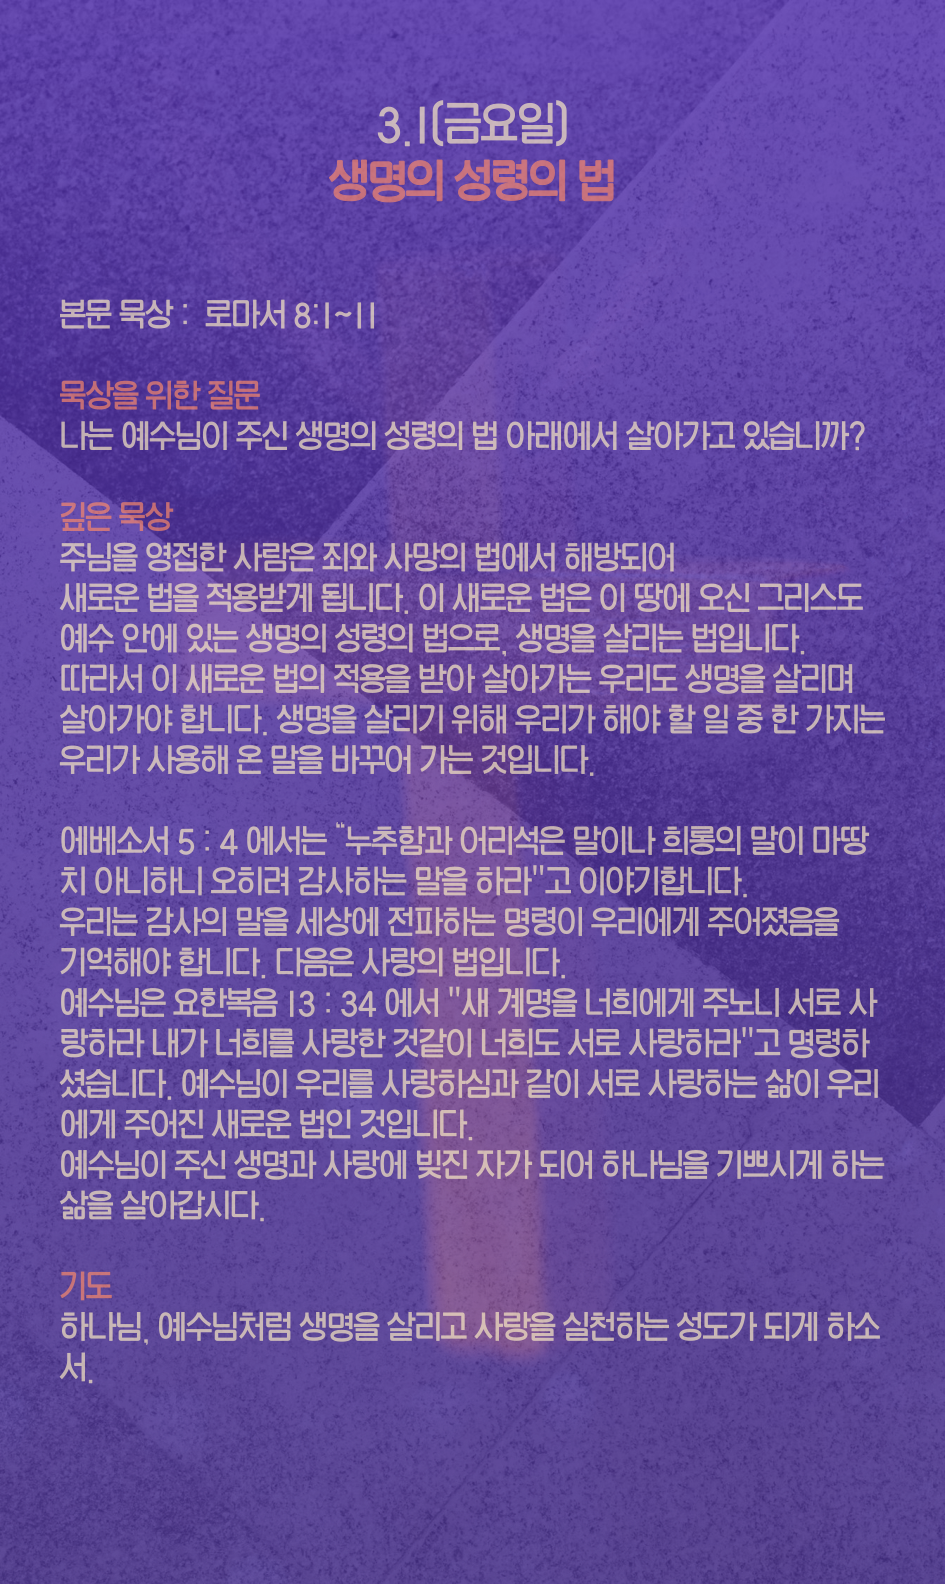 3.1(금요일)
생명의 성령의 법
본문 묵상 : 로마서 8:1~11
묵상을 위한 질문
나는 예수님이 주신 생명의 성령의 법 아래에서 살아가고 있습니까?
깊은 묵상
주님을 영접한 사람은 죄와 사망의 법에서 해방되어
새로운 법을 적용받게 됩니다. 이 새로운 법은 이 땅에 오신 그리스도
예수 안에 있는 생명의 성령의 법으로, 생명을 살리는 법입니다.
따라서 이 새로운 법의 적용을 받아 살아가는 우리도 생명을 살리며
살아가야 합니다. 생명을 살리기 위해 우리가 해야 할 일 중 한 가지는
우리가 사용해 온 말을 바꾸어 가는 것입니다.
에베소서 5 : 4 에서는 “누추함과 어리석은 말이나 희롱의 말이 마땅
치 아니하니 오히려 감사하는 말을 하라"고 이야기합니다.
우리는 감사의 말을 세상에 전파하는 명령이 우리에게 주어졌음을
기억해야 합니다. 다음은 사랑의 법입니다.
예수님은 요한복음 13 : 34 에서 "새 계명을 너희에게 주노니 서로 사
랑하라 내가 너희를 사랑한 것같이 너희도 서로 사랑하라"고 명령하
셨습니다. 예수님이 우리를 사랑하심과 같이 서로 사랑하는 삶이 우리
에게 주어진 새로운 법인 것입니다.
예수님이 주신 생명과 사랑에 빚진 자가 되어 하나님을 기쁘시게 하는
삶을 살아갑시다.
기도
하나님, 예수님처럼 생명을 살리고 사랑을 실천하는 성도가 되게 하소
서.